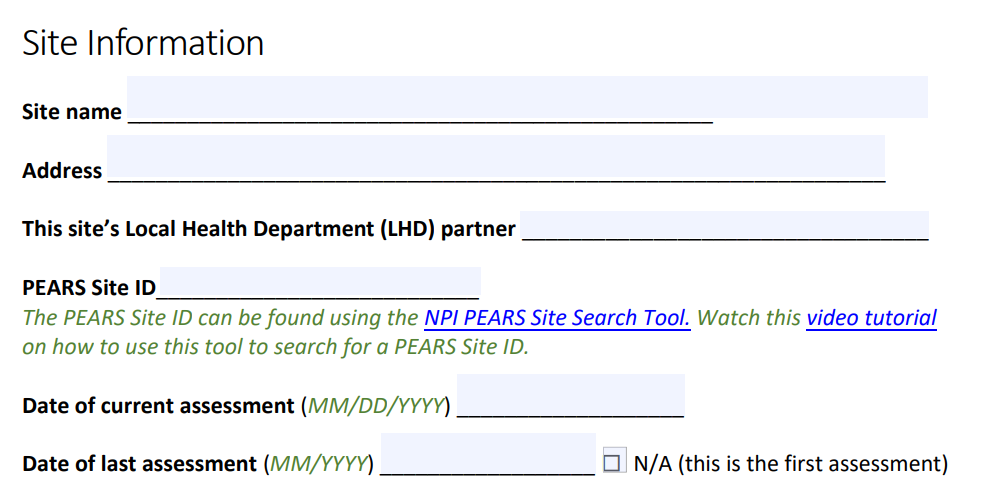 Site Information
Site name
Address
This site's Local Health Department (LHD) partner
PEARS Site ID
The PEARS Site ID can be found using the NPI PEARS Site Search Tool. Watch this video tutorial
on how to use this tool to search for a PEARS Site ID.
Date of current assessment (MM/DD/YYYY)
Date of last assessment (MM/YYYY) ☐ N/A (this is the first assessment)